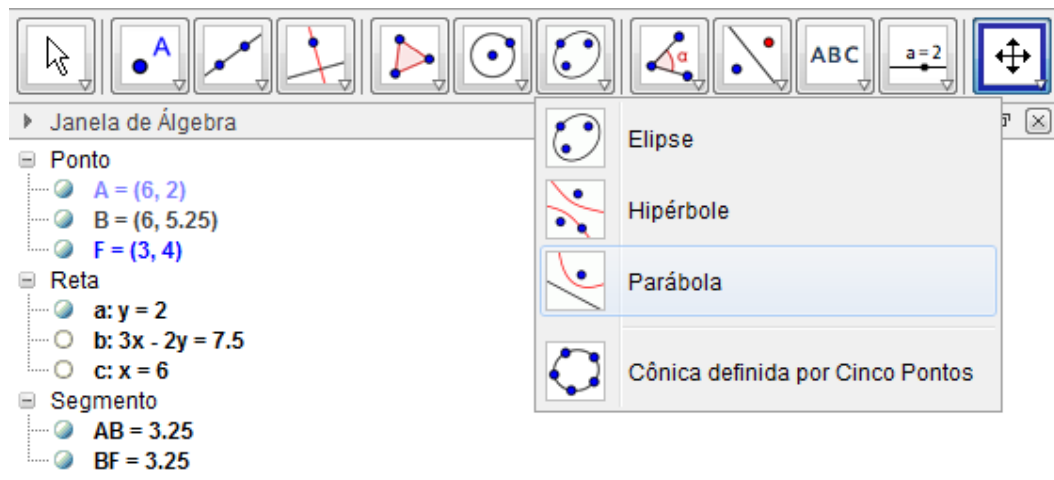 A
α
ABC
a=2
Janela de Álgebra
Ponto
A = (6, 2)
B = (6, 5.25)
F = (3, 4)
Reta
a: y = 2
b: 3x - 2y = 7.5
c: x = 6
Segmento
AB = 3.25
BF = 3.25
Elipse
Hipérbole
Parábola
Cônica definida por Cinco Pontos